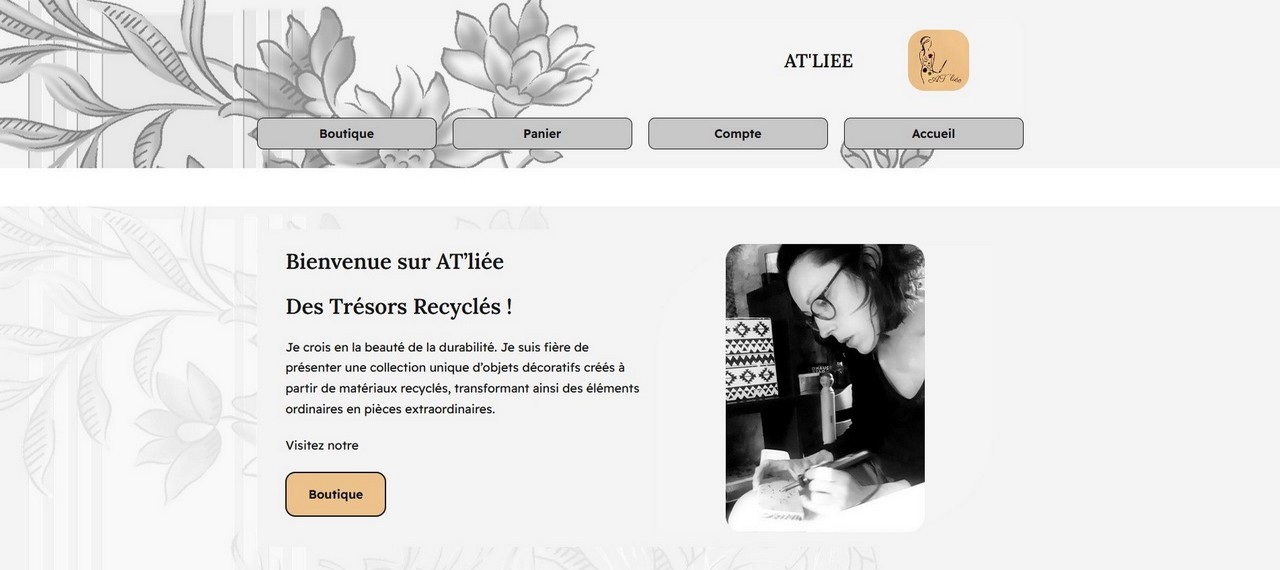 AT'LIEE
AT'liée
Boutique
Panier
Compte
Accueil
Bienvenue sur AT’liée
Des Trésors Recyclés !
Je crois en la beauté de la durabilité. Je suis fière de
présenter une collection unique d’objets décoratifs créés à
partir de matériaux recyclés, transformant ainsi des éléments
ordinaires en pièces extraordinaires.
Visitez notre
Boutique